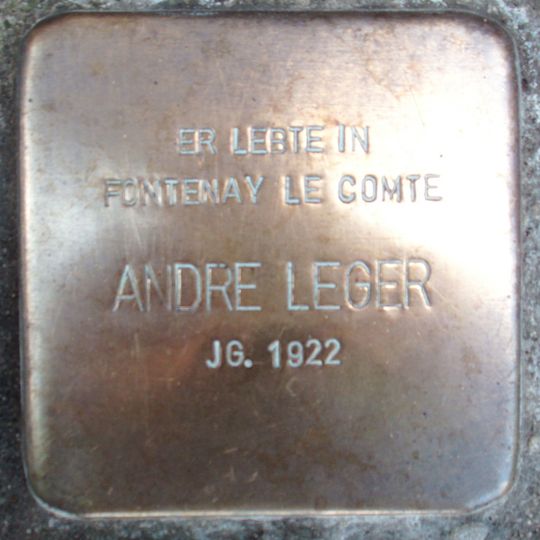 ER LEBTE IN
FONTENAY LE COMTE
ANDRE LEGER
JG. 1922